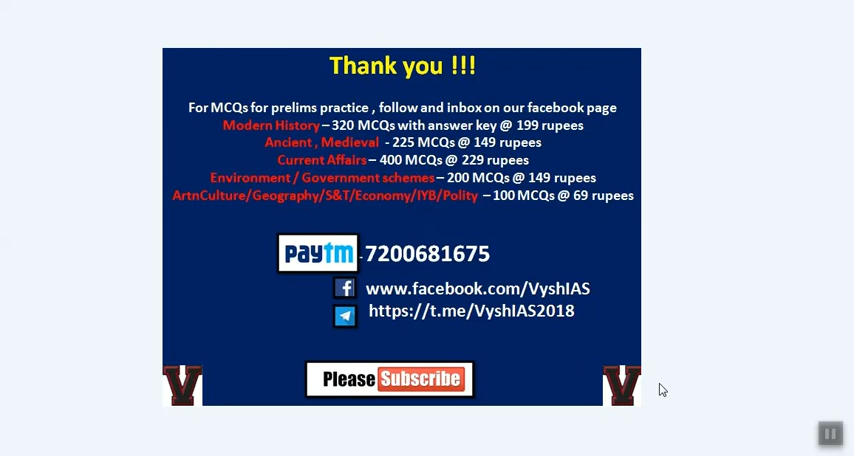 Thank you !!!
For MCQs for prelims practice , follow and inbox on our facebook page
Modern History – 320 MCQs with answer key @ 199 rupees
Ancient , Medieval - 225 MCQs @ 149 rupees
Current Affairs – 400 MCQs @ 229 rupees
Environment / Government schemes – 200 MCQs @ 149 rupees
ArtnCulture/Geography/S&T/Economy/IYB/Polity – 100 MCQs @ 69 rupees
paytm - 7200681675
www.facebook.com/VyshIAS
https://t.me/VyshIAS2018
Please Subscribe
V V